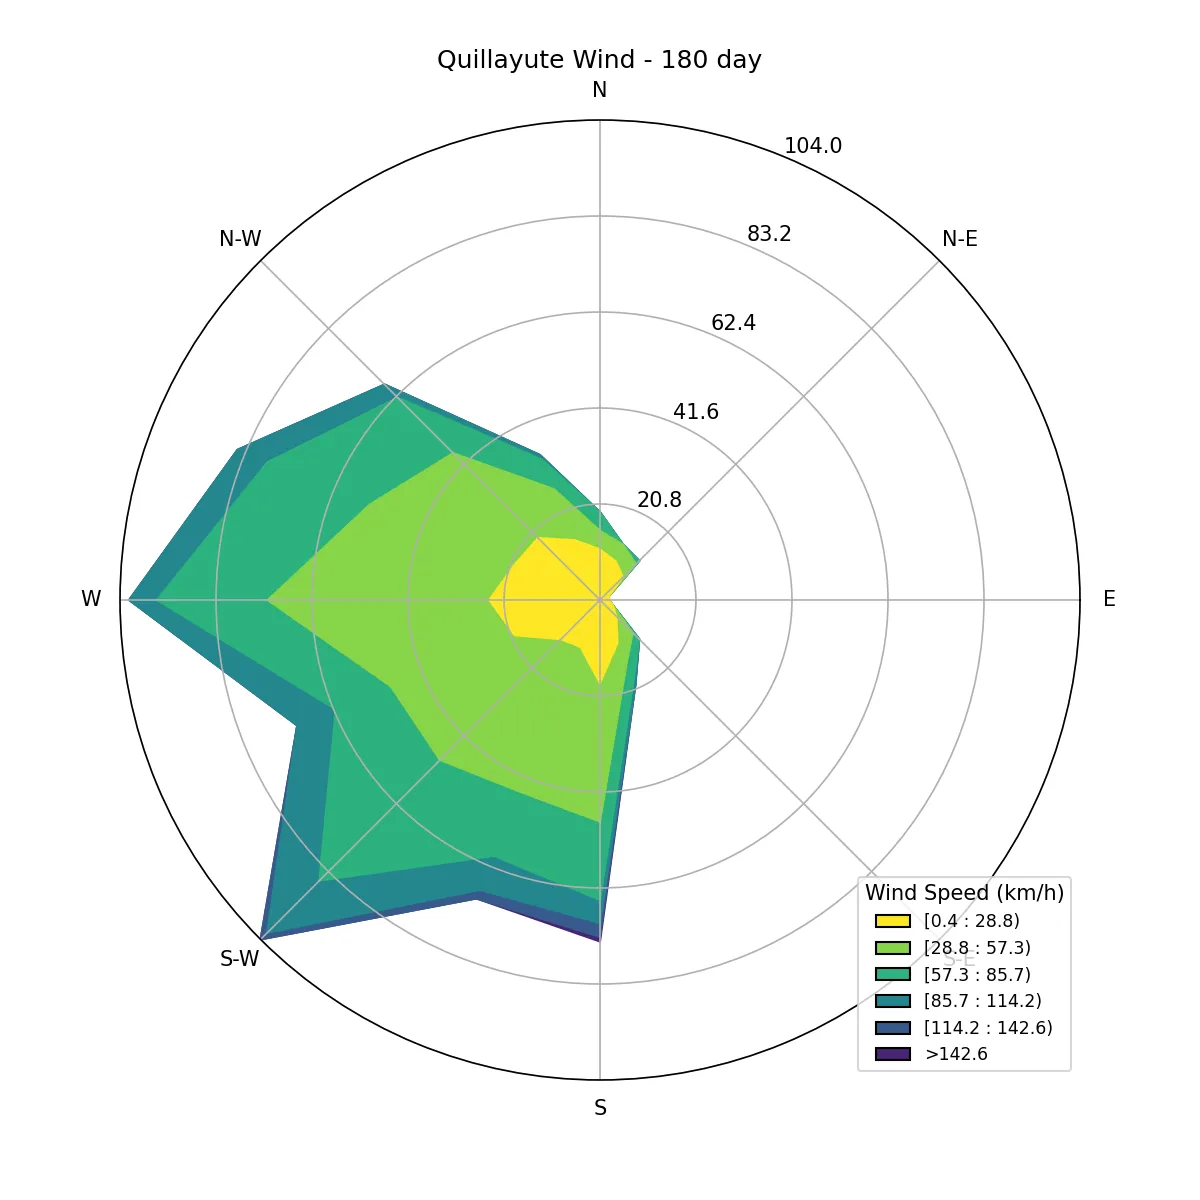 Quillayute Wind - 180 day
N
104.0
83.2
N-W
N-E
62.4
41.6
20.8
W
E
Wind Speed (km/h)
[0.4 : 28.8)
[28.8 : 57.3)
S-W
S-E
[57.3 : 85.7)
[85.7 : 114.2)
[114.2 : 142.6)
>142.6
S